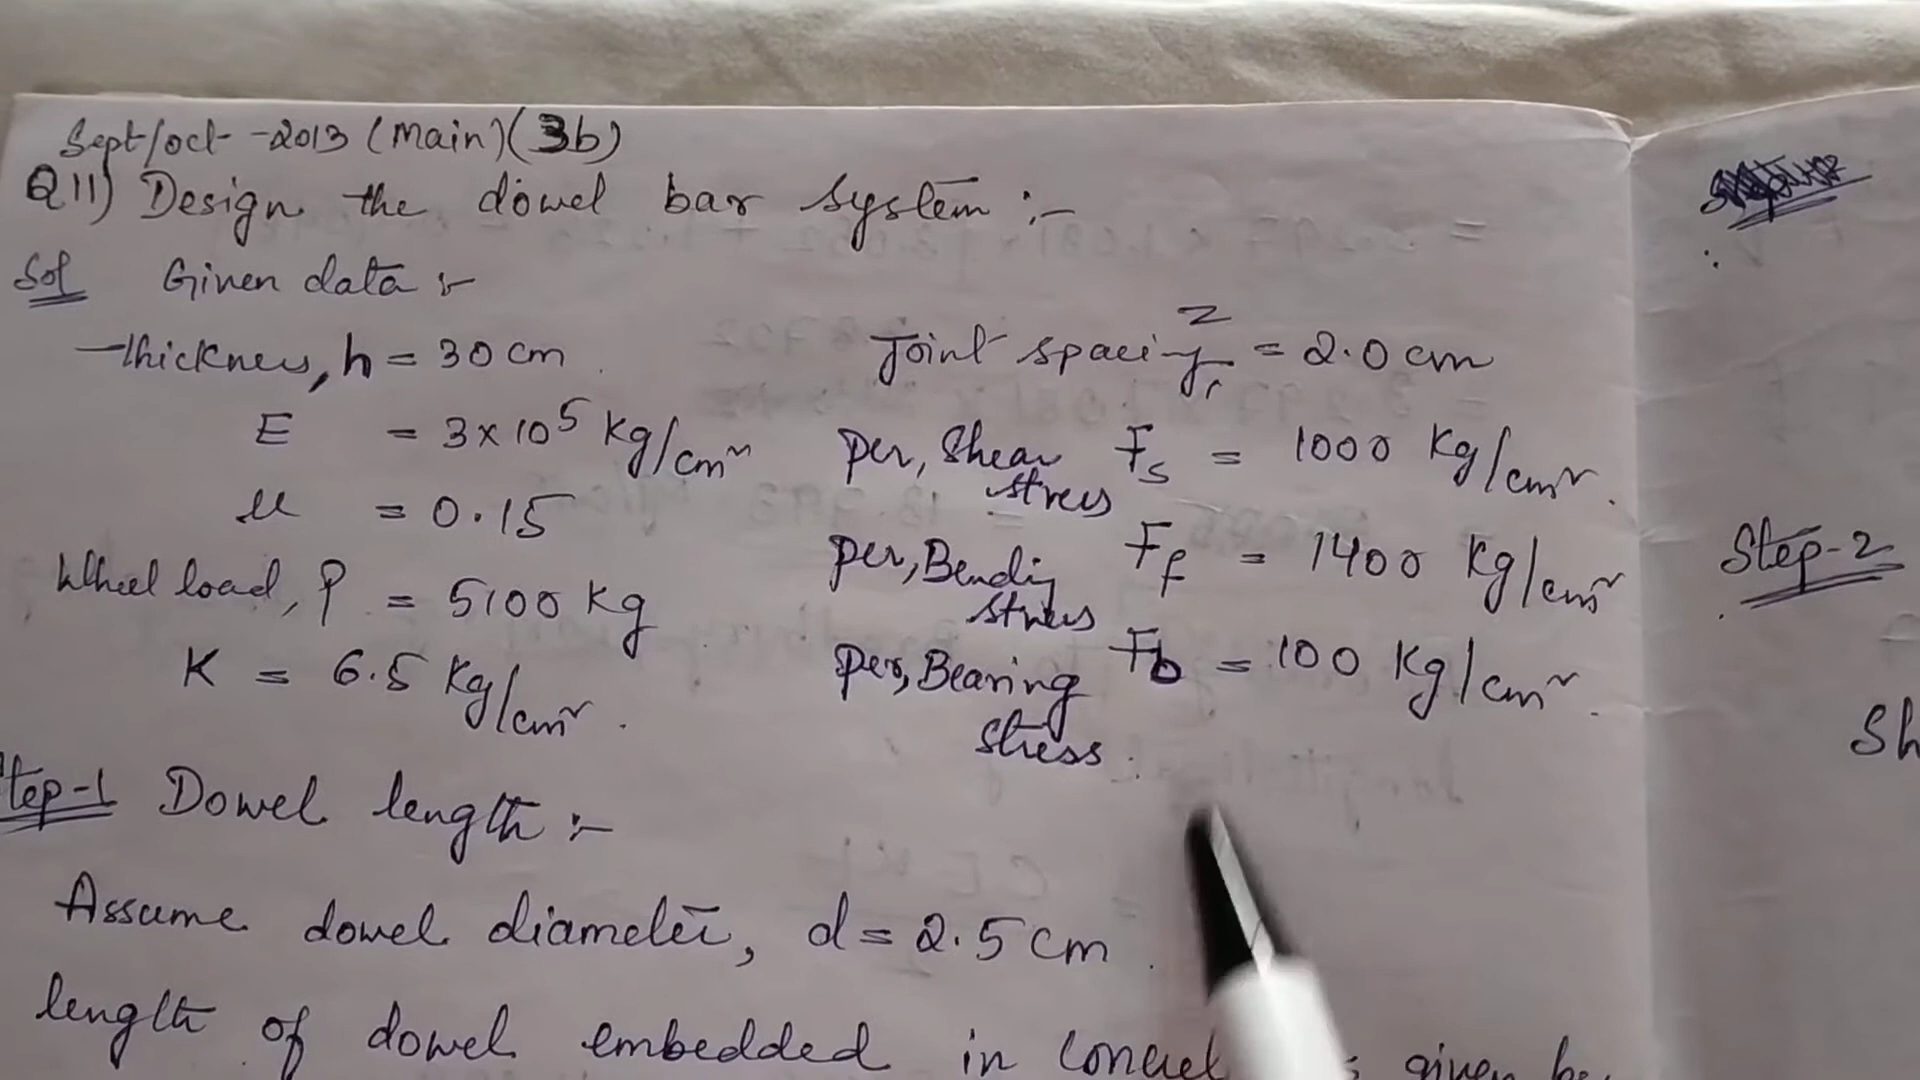 Sept/oct -2013 (Main)(3b)
Q11) Design the dowel bar system :-
Sol Given data :-
thickness, h = 30 cm
E = 3x10⁵ kg/cm²
μ = 0.15
Wheel load, P = 5100 kg
K = 6.5 kg/cm².
Joint spacing, z = 2.0 cm
per, Shear stress Fs = 1000 kg/cm².
per, Bending stress Ff = 1400 kg/cm²
per, Bearing stress Fb = 100 kg/cm².
Step-1 Dowel length :-
Assume dowel diameter, d = 2.5 cm.
length of dowel embedded in given
Step-2
Sh